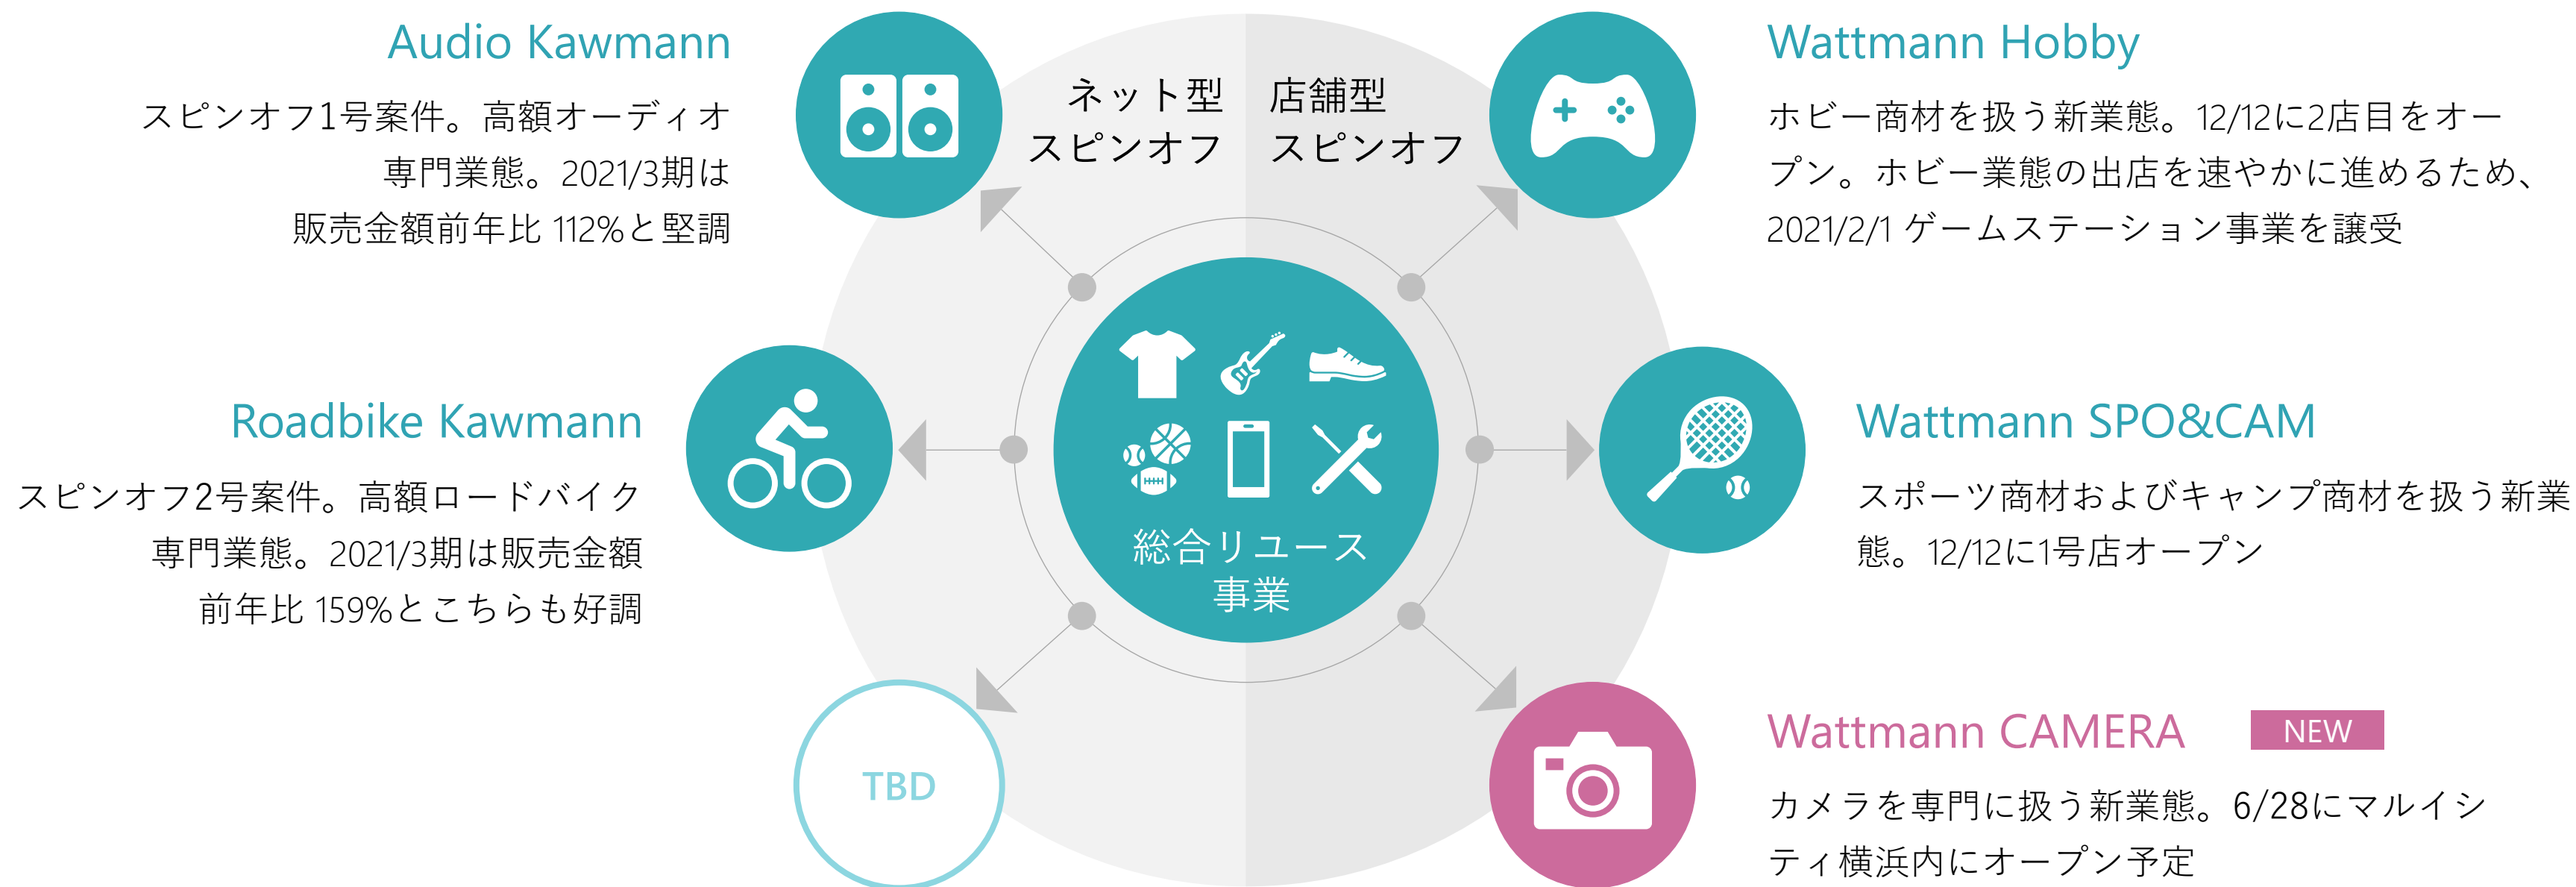 Audio Kawmann
スピンオフ1号案件。高額オーディオ
専門業態。2021/3期は
販売金額前年比 112%と堅調
Roadbike Kawmann
スピンオフ2号案件。高額ロードバイク
専門業態。2021/3期は販売金額
前年比 159%とこちらも好調
TBD
ネット型
スピンオフ
店舗型
スピンオフ
総合リユース
事業
Wattmann Hobby
ホビー商材を扱う新業態。12/12に2店目をオー
プン。ホビー業態の出店を速やかに進めるため、
2021/2/1 ゲームステーション事業を譲受
Wattmann SPO&CAM
スポーツ商材およびキャンプ商材を扱う新業
態。12/12に1号店オープン
Wattmann CAMERA NEW
カメラを専門に扱う新業態。6/28にマルイシ
ティ横浜内にオープン予定